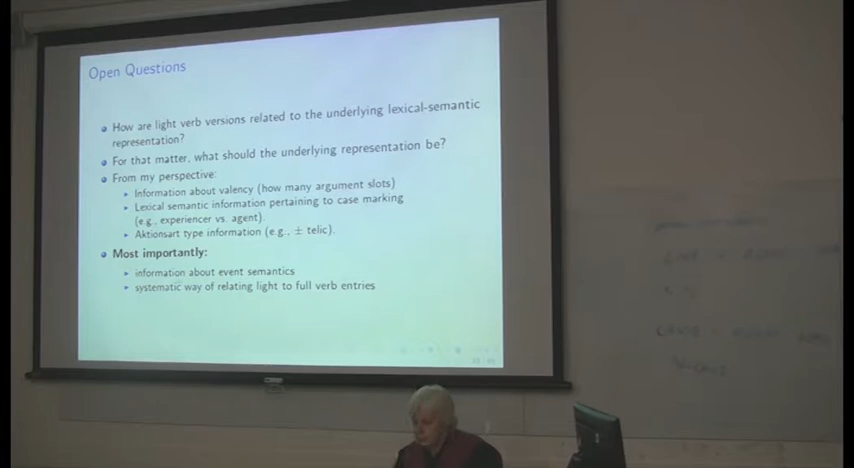 Open Questions
How are light verb versions related to the underlying lexical-semantic
representation?
For that matter, what should the underlying representation be?
From my perspective:
Information about valency (how many argument slots)
Lexical semantic information pertaining to case marking
(e.g., experiencer vs. agent).
Aktionsart type information (e.g., ± telic).
Most importantly:
information about event semantics
systematic way of relating light to full verb entries